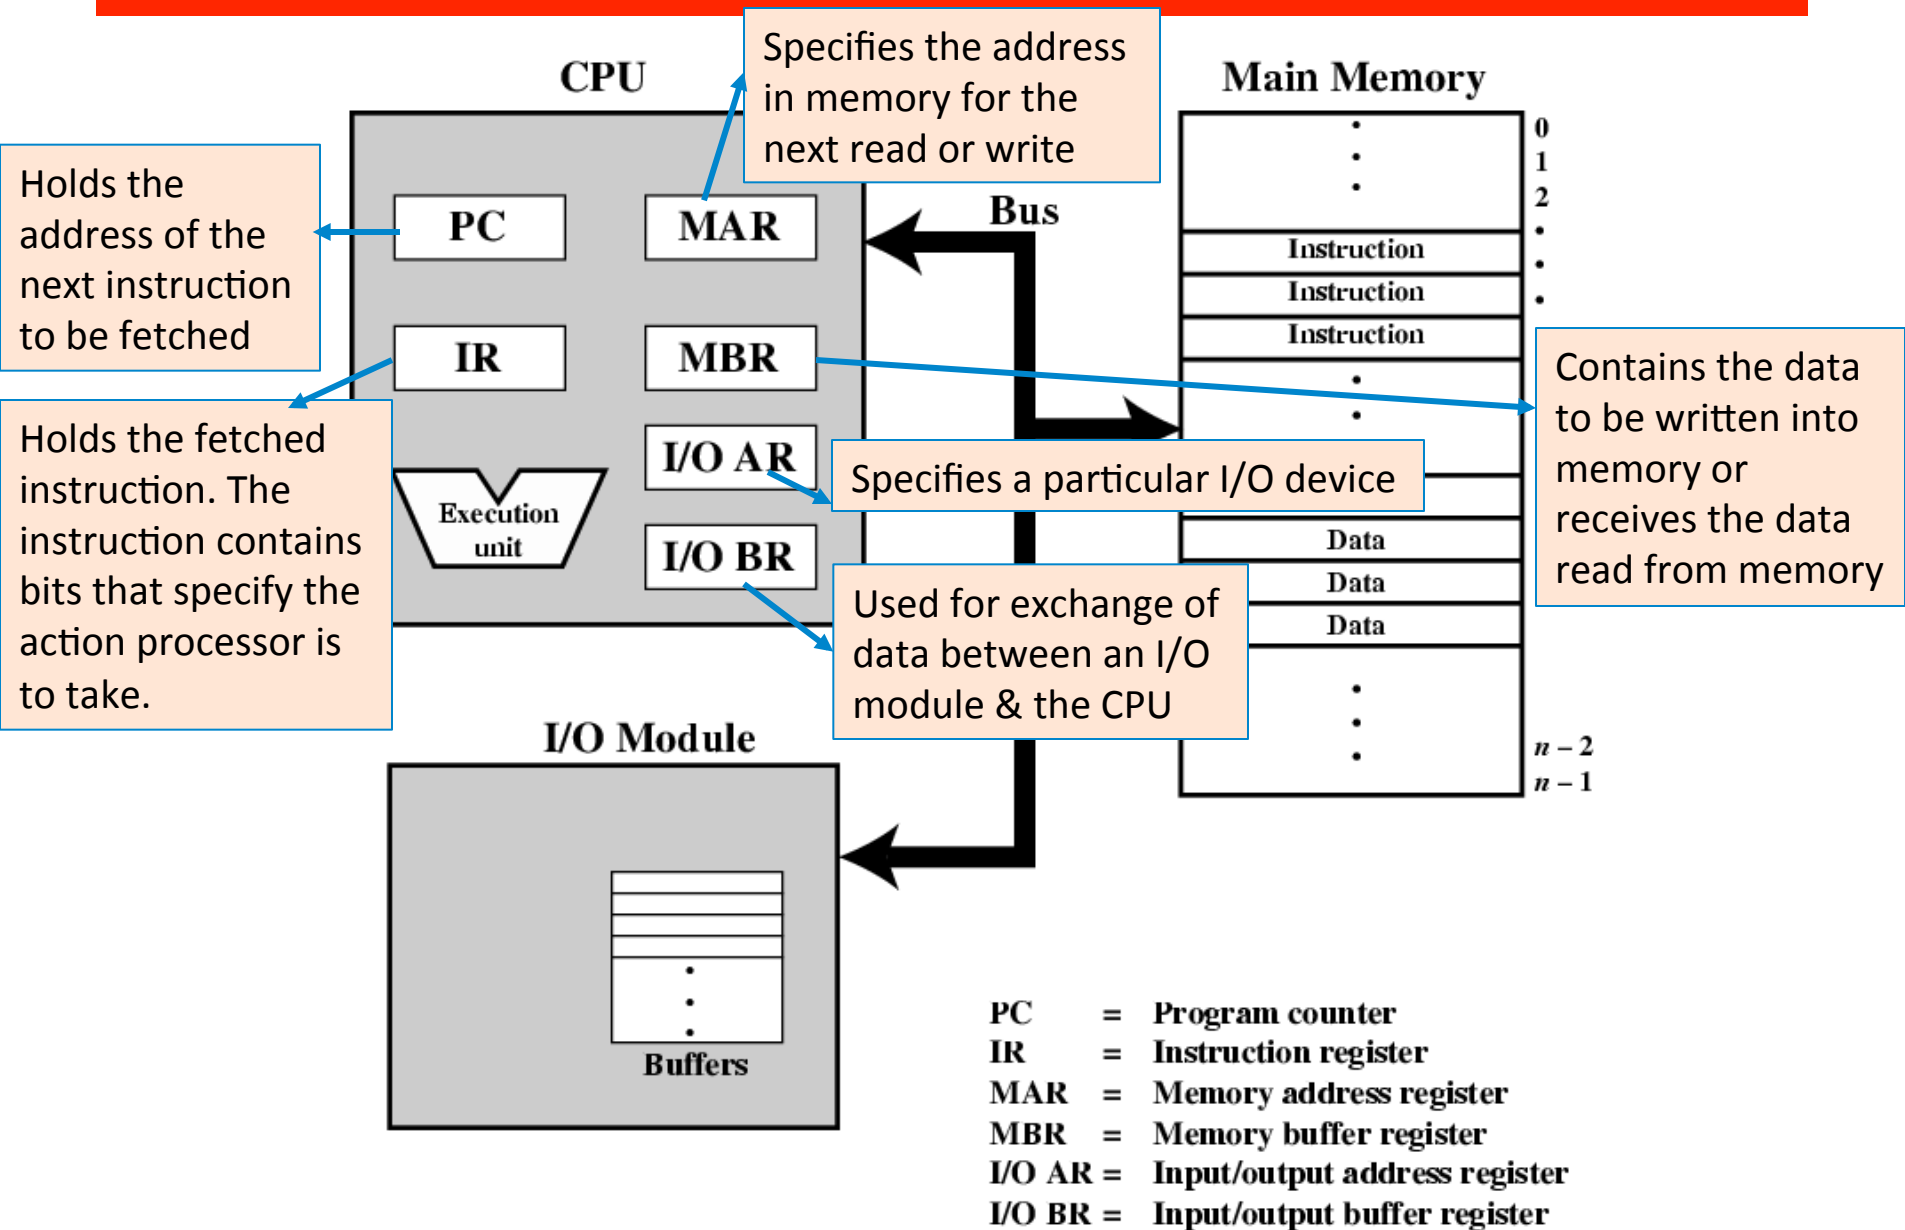 CPU
Specifies the address
in memory for the
next read or write
Main Memory
Holds the
address of the
next instruction
to be fetched
PC
MAR
Bus
0
1
2
Instruction
Instruction
Instruction
IR
MBR
Contains the data
to be written into
memory or
receives the data
read from memory
Holds the fetched
instruction. The
instruction contains
bits that specify the
action processor is
to take.
I/O AR
Specifies a particular I/O device
Execution
unit
I/O BR
Used for exchange of
data between an I/O
module & the CPU
Data
Data
Data
n – 2
n – 1
I/O Module
Buffers
PC = Program counter
IR = Instruction register
MAR = Memory address register
MBR = Memory buffer register
I/O AR = Input/output address register
I/O BR = Input/output buffer register